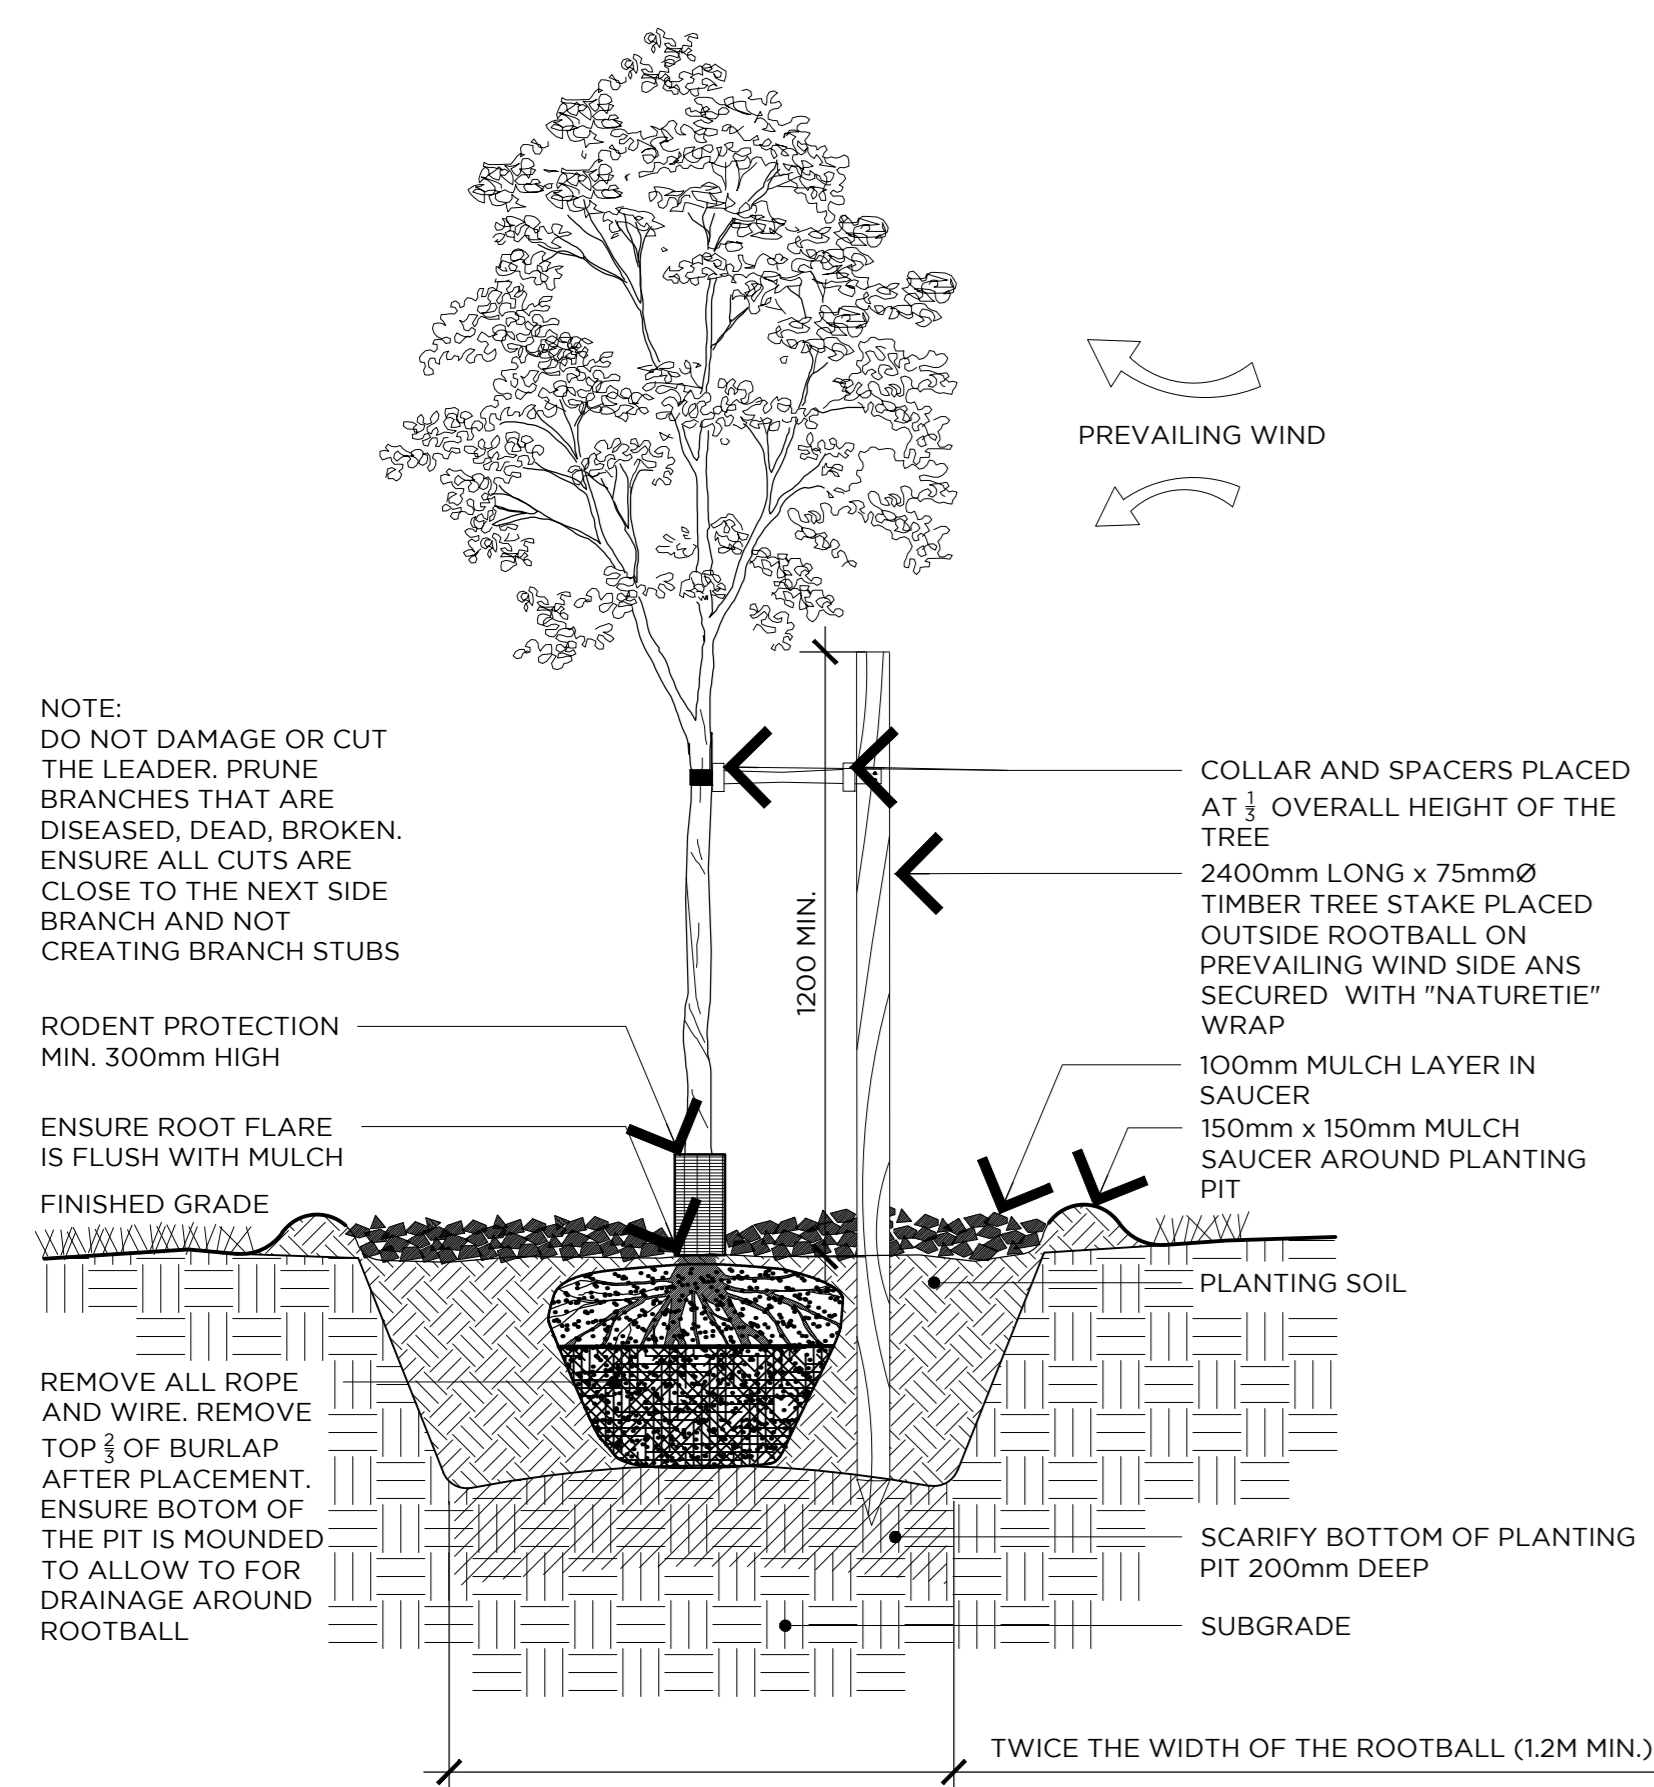 PREVAILING WIND
NOTE:
DO NOT DAMAGE OR CUT
THE LEADER. PRUNE
BRANCHES THAT ARE
DISEASED, DEAD, BROKEN.
ENSURE ALL CUTS ARE
CLOSE TO THE NEXT SIDE
BRANCH AND NOT
CREATING BRANCH STUBS
RODENT PROTECTION
MIN. 300mm HIGH
ENSURE ROOT FLARE
IS FLUSH WITH MULCH
FINISHED GRADE
REMOVE ALL ROPE
AND WIRE. REMOVE
TOP 2/3 OF BURLAP
AFTER PLACEMENT.
ENSURE BOTOM OF
THE PIT IS MOUNDED
TO ALLOW TO FOR
DRAINAGE AROUND
ROOTBALL
1200 MIN.
COLLAR AND SPACERS PLACED
AT 1/3 OVERALL HEIGHT OF THE
TREE
2400mm LONG x 75mmØ
TIMBER TREE STAKE PLACED
OUTSIDE ROOTBALL ON
PREVAILING WIND SIDE ANS
SECURED WITH "NATURETIE"
WRAP
100mm MULCH LAYER IN
SAUCER
150mm x 150mm MULCH
SAUCER AROUND PLANTING
PIT
PLANTING SOIL
SCARIFY BOTTOM OF PLANTING
PIT 200mm DEEP
SUBGRADE
TWICE THE WIDTH OF THE ROOTBALL (1.2M MIN.)